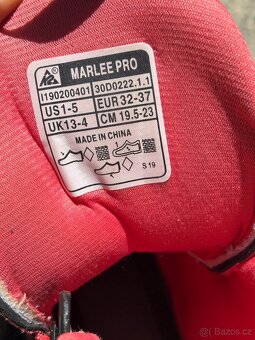 MARLEE PRO
I190200401 30D0222.1.1
US1-5 EUR 32-37
UK13-4 CM 19.5-23
MADE IN CHINA
S 19
© Bazos.cz